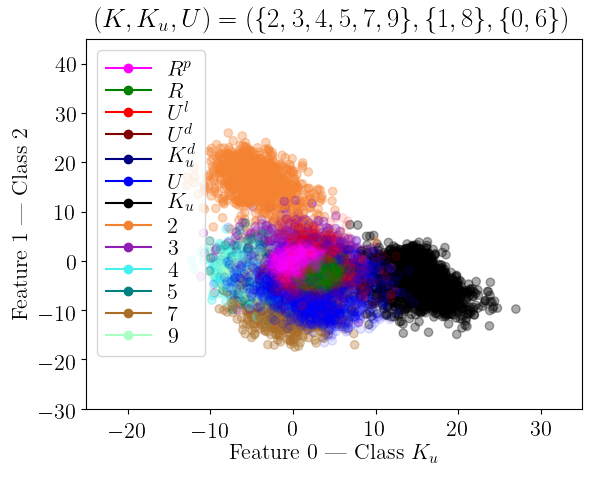 (K, K_u, U) = ({2, 3, 4, 5, 7, 9}, {1, 8}, {0, 6})
R^p
R
U^l
U^d
K_u^d
U
K_u
2
3
4
5
7
9
40
30
20
10
0
−10
−20
−30
Feature 1 — Class 2
−20 −10 0 10 20 30
Feature 0 — Class K_u